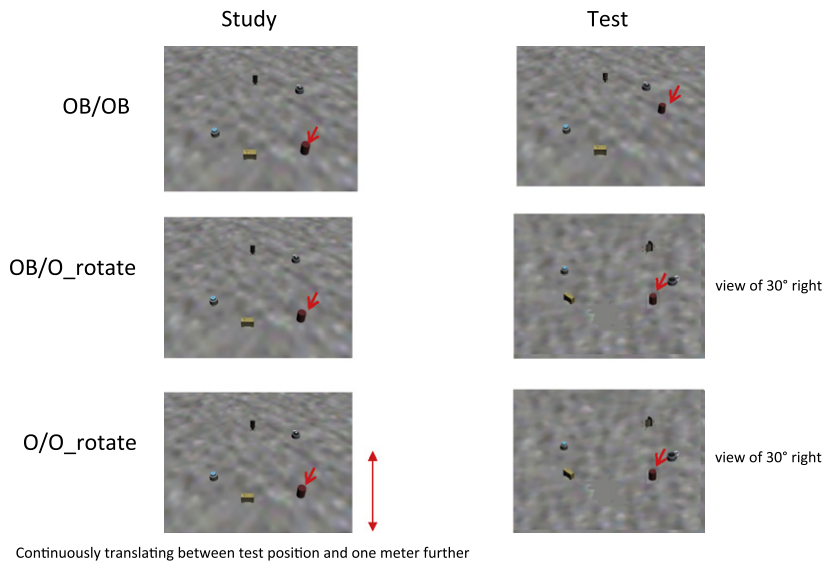 Study
Test
OB/OB
OB/O_rotate
view of 30° right
O/O_rotate
view of 30° right
Continuously translating between test position and one meter further